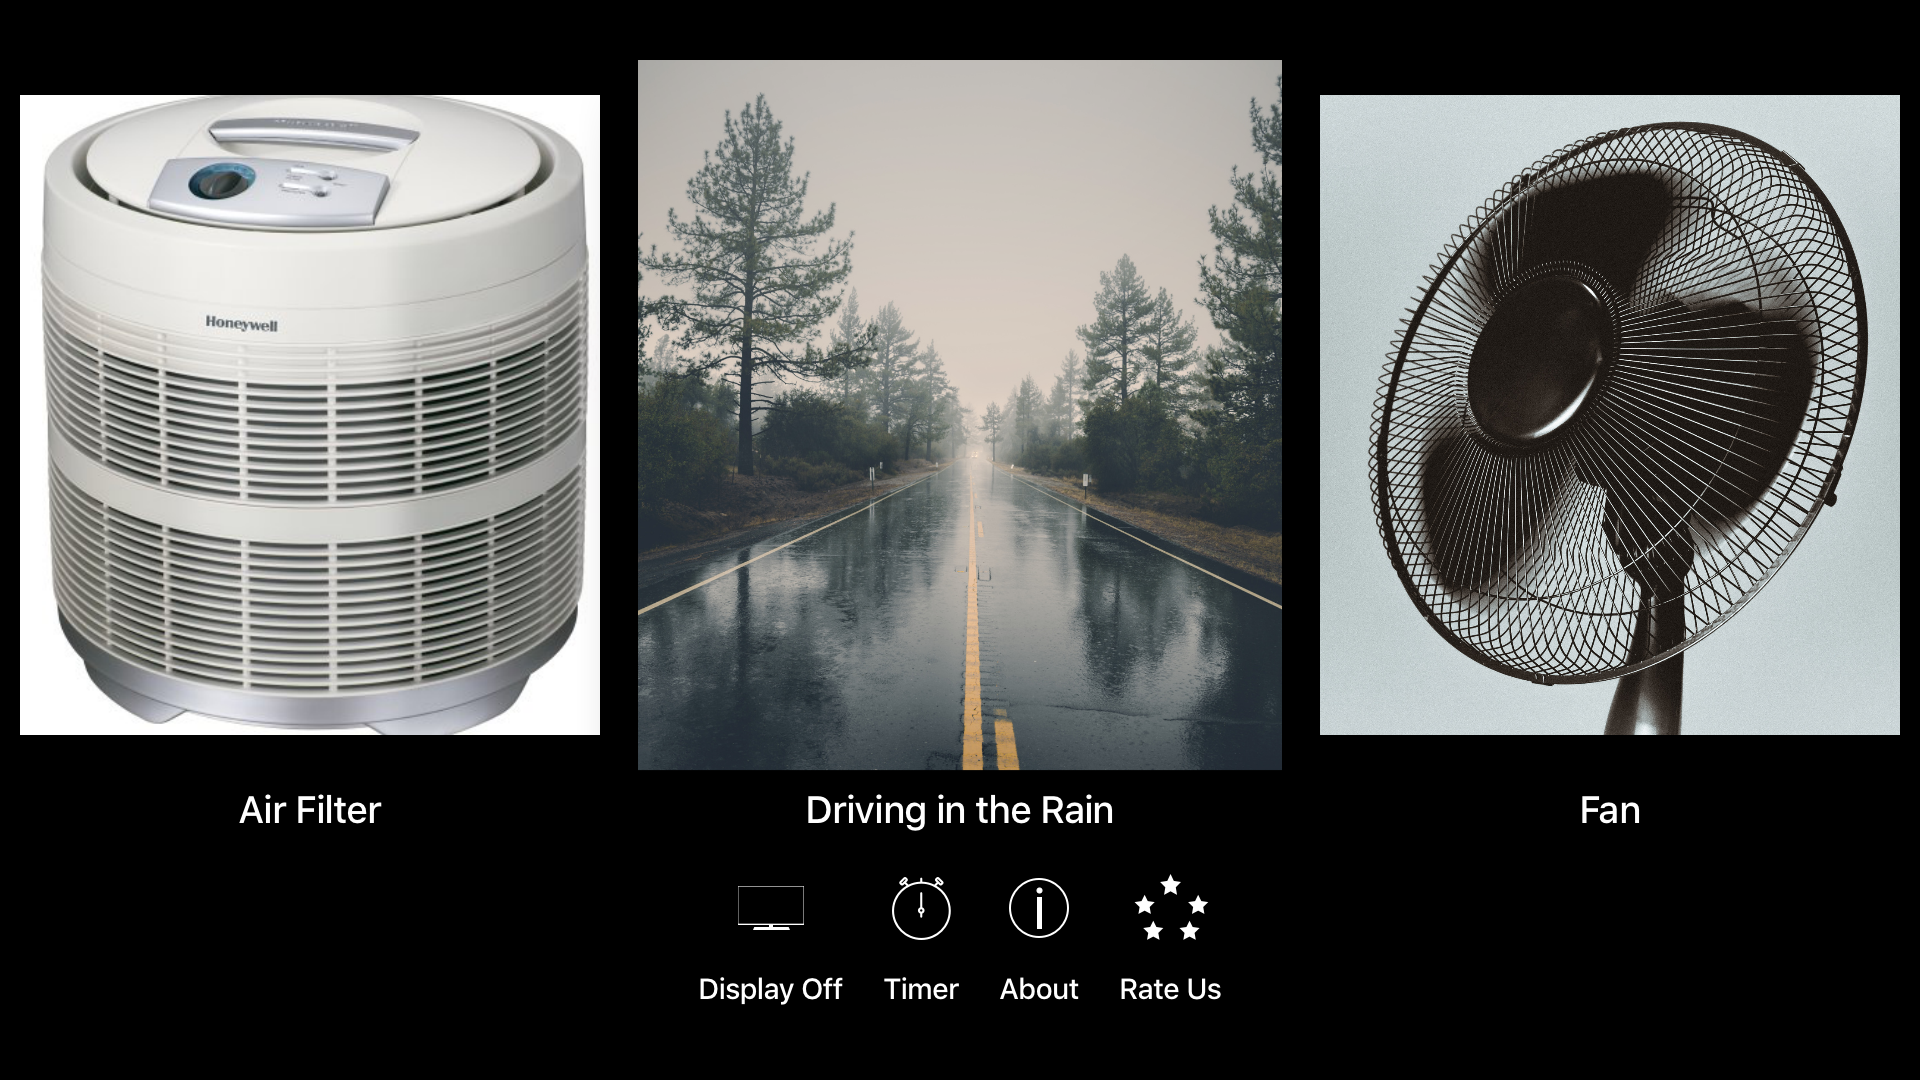 Honeywell
Air Filter
Driving in the Rain
Fan
Display Off
Timer
About
Rate Us